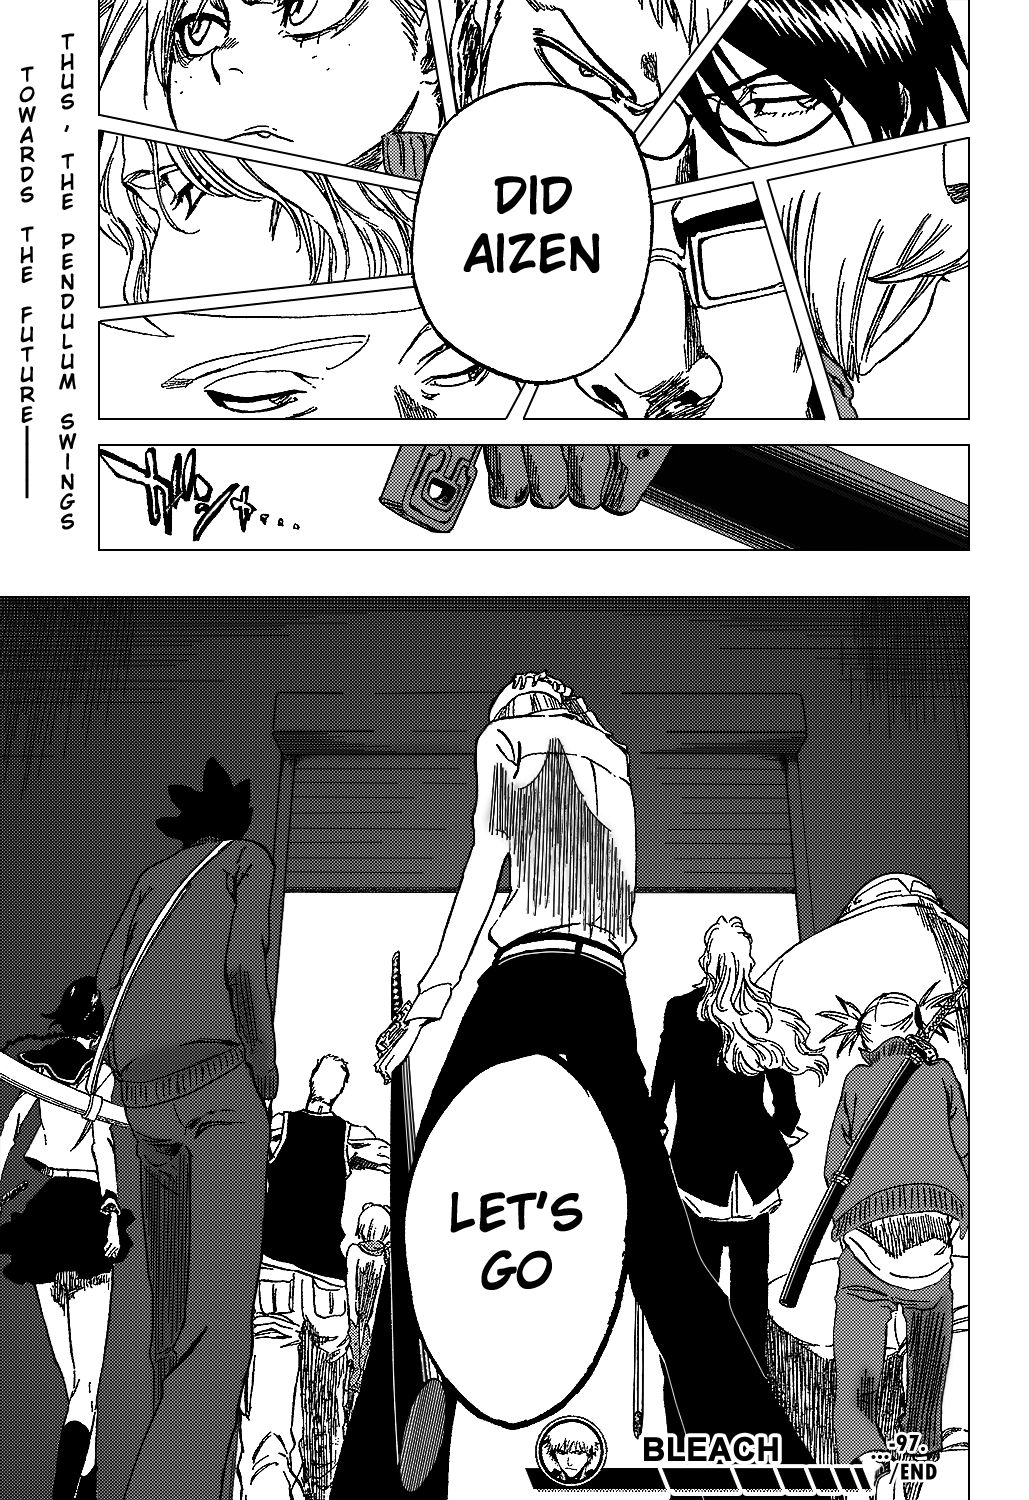 DID
AIZEN
THUS, THE PENDULUM SWINGS
TOWARDS THE FUTURE——
LET'S
GO
BLEACH
-97.
... /END